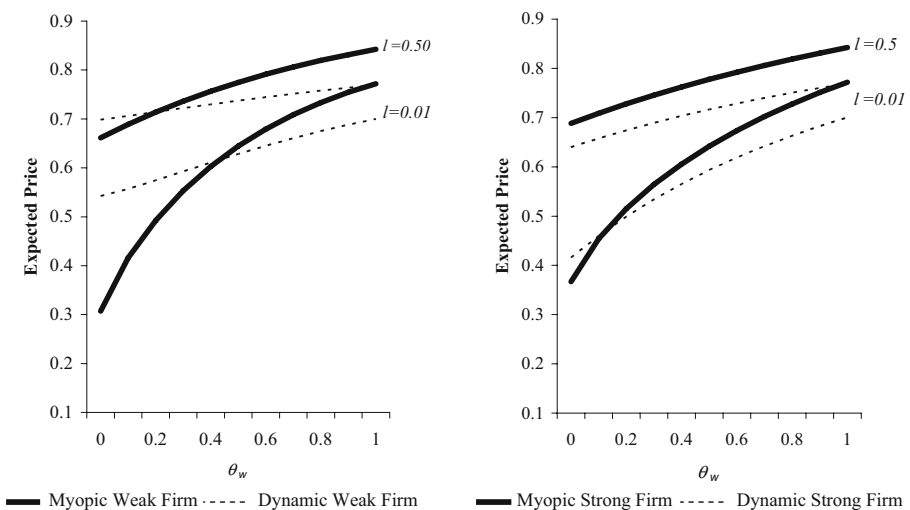 0.9
0.8
0.7
0.6
0.5
0.4
0.3
0.2
0.1
Expected Price
l=0.50
l=0.01
0 0.2 0.4 0.6 0.8 1
θw
Myopic Weak Firm Dynamic Weak Firm
0.9
0.8
0.7
0.6
0.5
0.4
0.3
0.2
0.1
Expected Price
l=0.5
l=0.01
0 0.2 0.4 0.6 0.8 1
θw
Myopic Strong Firm Dynamic Strong Firm